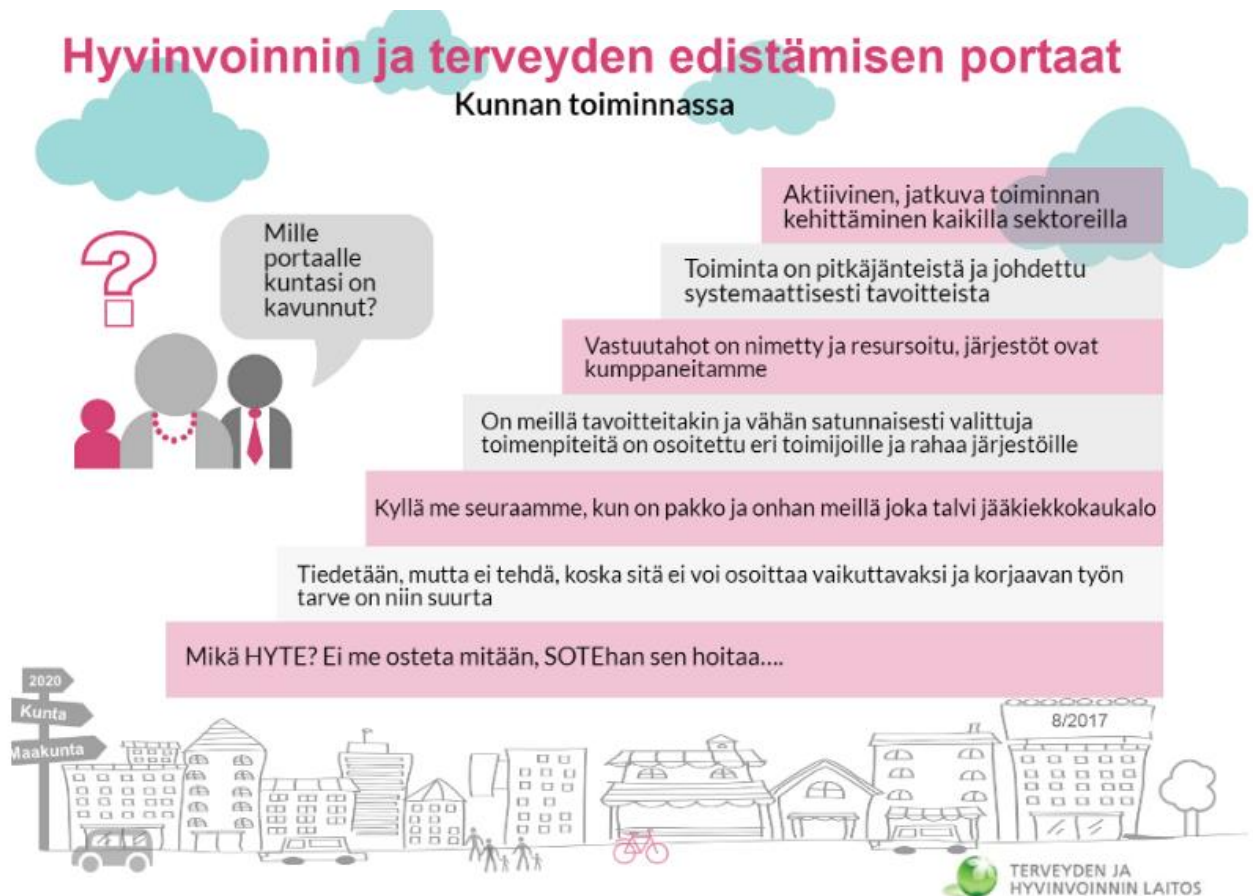 Hyvinvoinnin ja terveyden edistämisen portaat
Kunnan toiminnassa
Mille
portaalle
kuntasi on
kavunnut?
Aktiivinen, jatkuva toiminnan
kehittäminen kaikilla sektoreilla
Toiminta on pitkäjänteistä ja johdettu
systemaattisesti tavoitteista
Vastuutahot on nimetty ja resursoitu, järjestöt ovat
kumppaneitamme
On meillä tavoitteitakin ja vähän satunnaisesti valittuja
toimenpiteitä on osoitettu eri toimijoille ja rahaa järjestöille
Kyllä me seuraamme, kun on pakko ja onhan meillä joka talvi jääkiekkokaukalo
Tiedetään, mutta ei tehdä, koska sitä ei voi osoittaa vaikuttavaksi ja korjaavan työn
tarve on niin suurta
Mikä HYTE? Ei me osteta mitään, SOTEhan sen hoitaa....
2020
Kunta
Maakunta
8/2017
TERVEYDEN JA
HYVINVOINNIN LAITOS